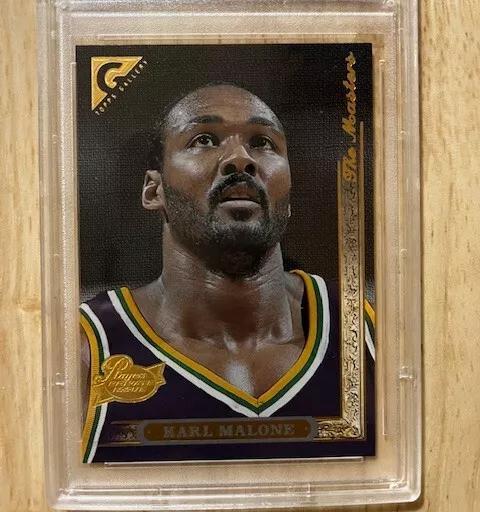 G
TOPPS GALLERY
The Masters
Players
PRIVATE
ISSUE
KARL MALONE